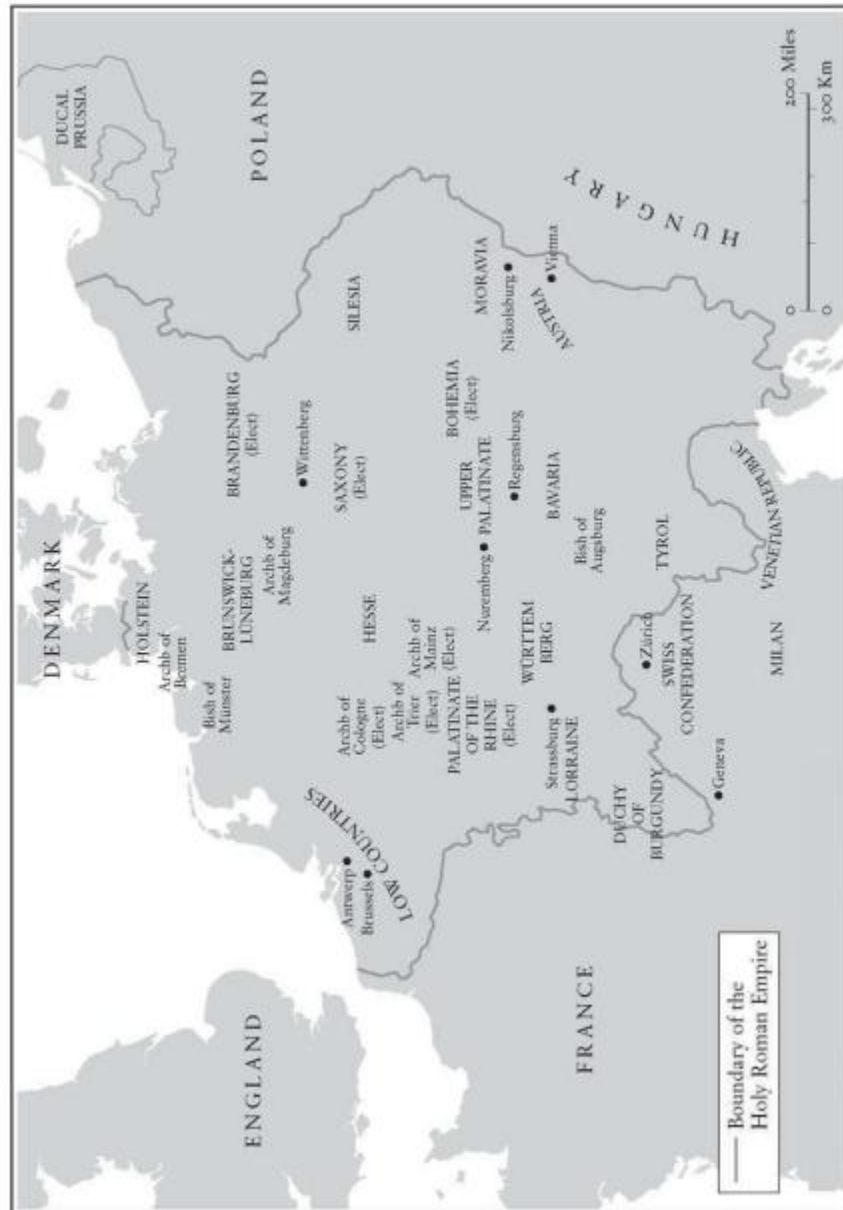 DENMARK
DUCAL
PRUSSIA
ENGLAND
HOLSTEIN
Archb of
Bremen
Bish of
Münster
BRUNSWICK-
LÜNEBURG
Archb of
Magdeburg
BRANDENBURG
(Elect)
POLAND
Wittenberg
LOW COUNTRIES
Antwerp
Brussels
Archb of
Cologne
(Elect)
HESSE
SAXONY
(Elect)
SILESIA
Archb of
Trier
(Elect)
Archb of
Mainz
(Elect)
PALATINATE
OF THE
RHINE
(Elect)
Nuremberg
UPPER
PALATINATE
BOHEMIA
(Elect)
MORAVIA
Nikolsburg
Regensburg
Strassburg
LORRAINE
WÜRTTEM
BERG
BAVARIA
AUSTRIA
Vienna
Bish of
Augsburg
FRANCE
DUCHY
OF
BURGUNDY
Zürich
SWISS
CONFEDERATION
TYROL
HUNGARY
Geneva
MILAN
VENETIAN REPUBLIC
Boundary of the
Holy Roman Empire
0 200 Miles
0 300 Km